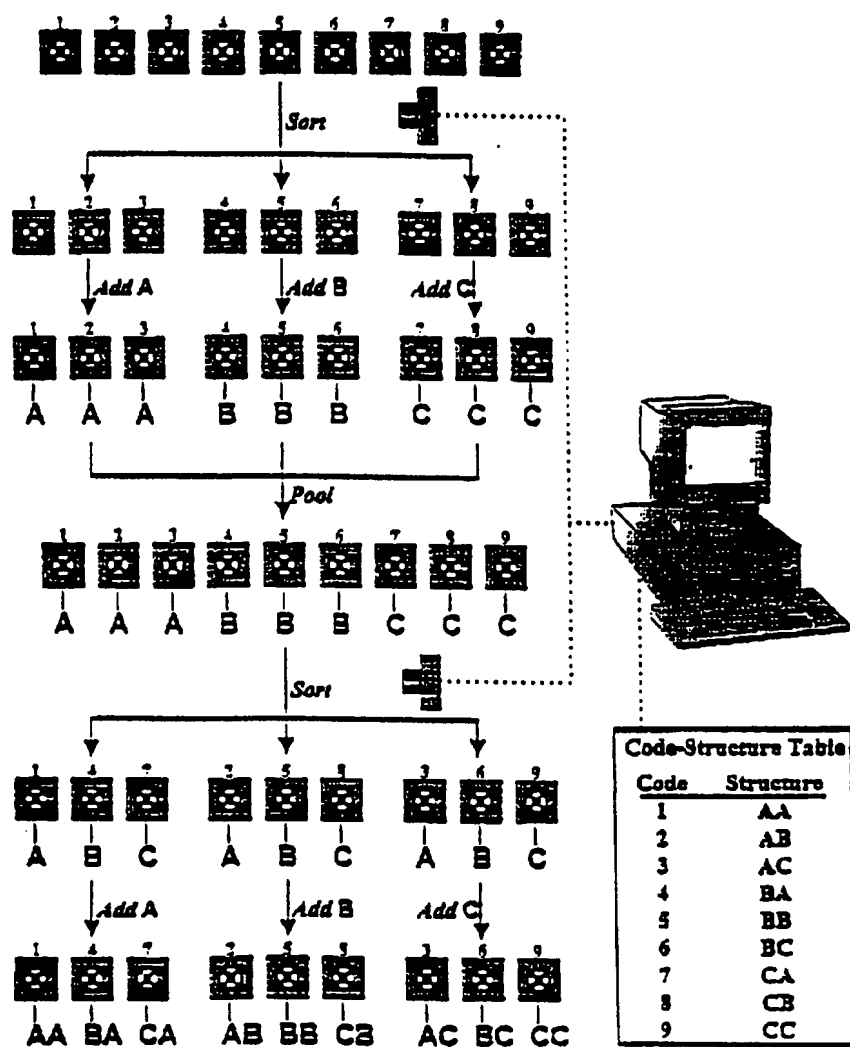 1 2 3 4 5 6 7 8 9
Sort
1 2 3 4 5 6 7 8 9
Add A Add B Add C
1 2 3 4 5 6 7 8 9
A A A B B B C C C
Pool
1 2 3 4 5 6 7 8 9
A A A B B B C C C
Sort
1 4 7 2 5 8 3 6 9
A B C A B C A B C
Add A Add B Add C
1 4 7 2 5 8 3 6 9
AA BA CA AB BB CB AC BC CC
Code-Structure Table
Code Structure
1 AA
2 AB
3 AC
4 BA
5 BB
6 BC
7 CA
8 CB
9 CC